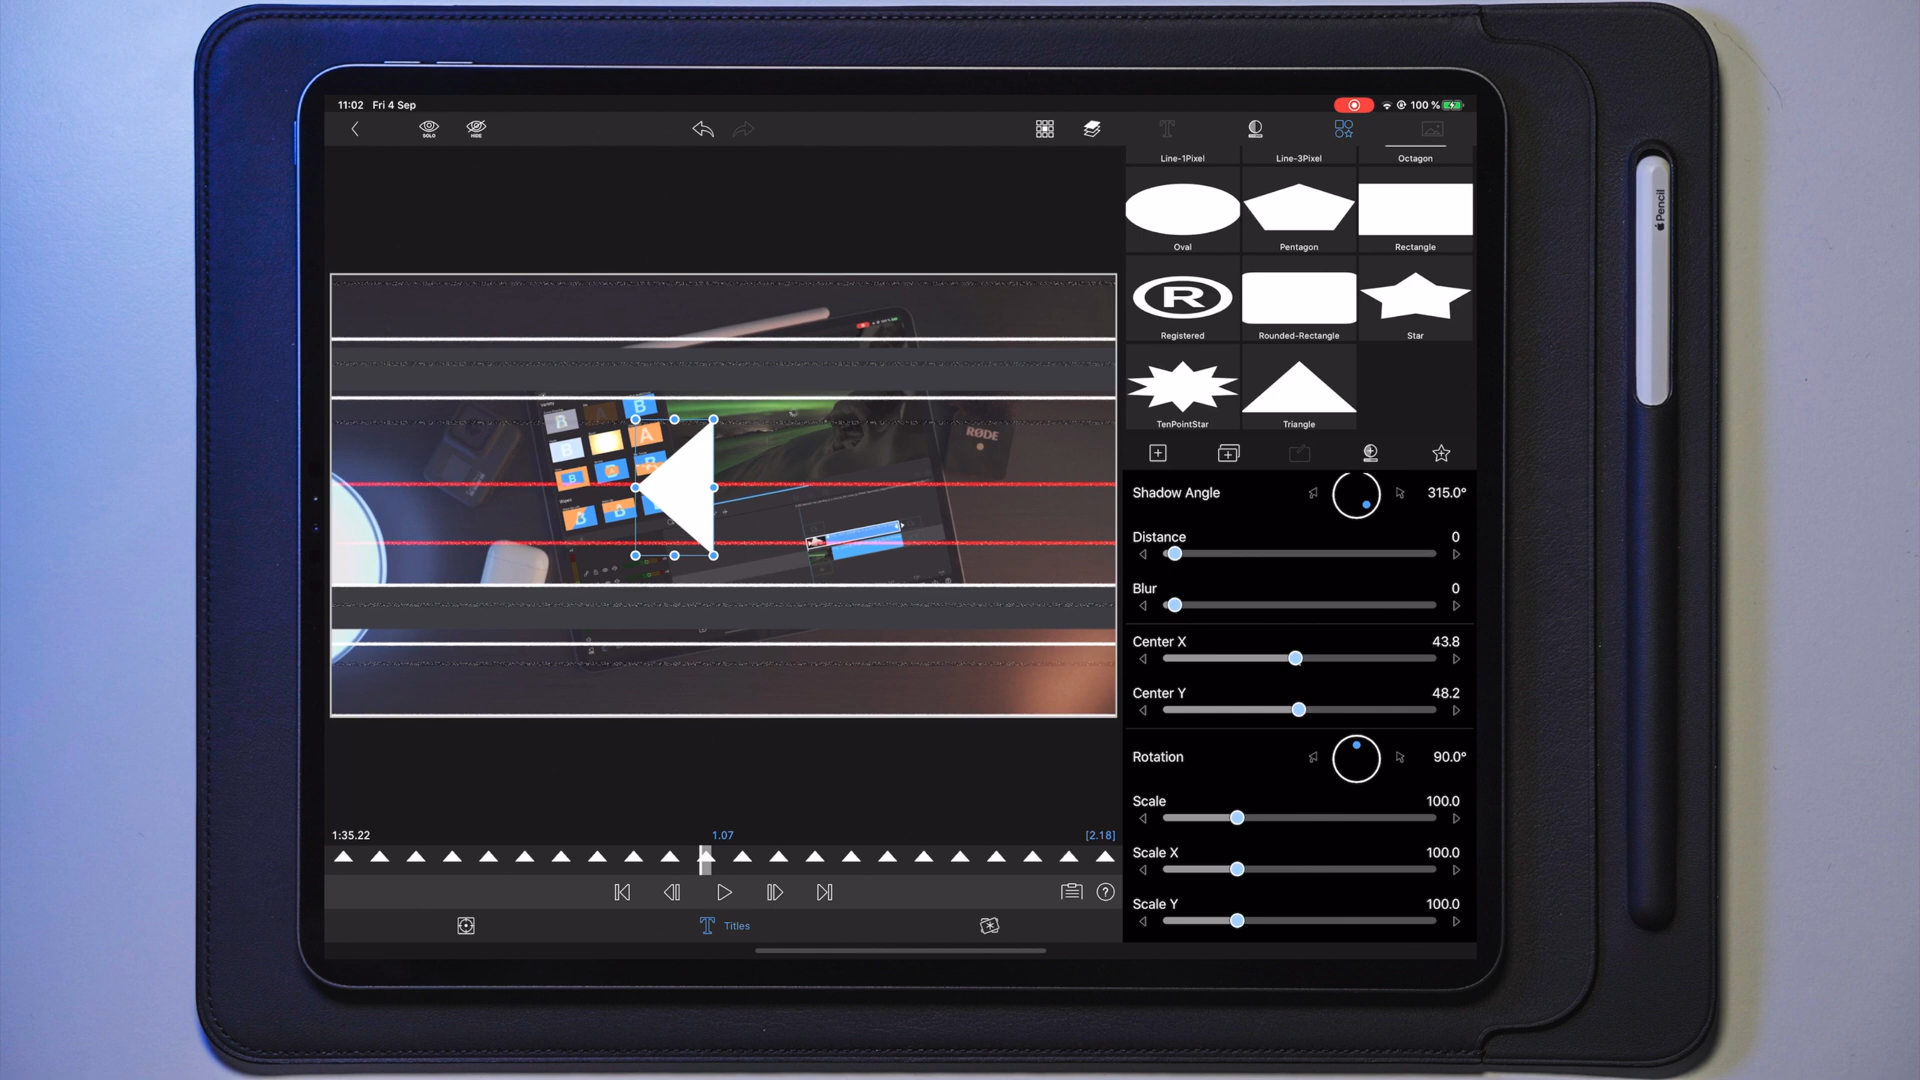 11:02 Fri 4 Sep
100 %
SOLO
HIDE
Line-1Pixel
Line-3Pixel
Octagon
Oval
Pentagon
Rectangle
R
Registered
Rounded-Rectangle
Star
TenPointStar
Triangle
Pencil
B
A
B
B
A
B
RØDE
Shadow Angle
315.0°
Distance
0
Blur
0
Center X
43.8
Center Y
48.2
Rotation
90.0°
Scale
100.0
Scale X
100.0
Scale Y
100.0
1:35.22
1.07
[2.18]
?
T Titles